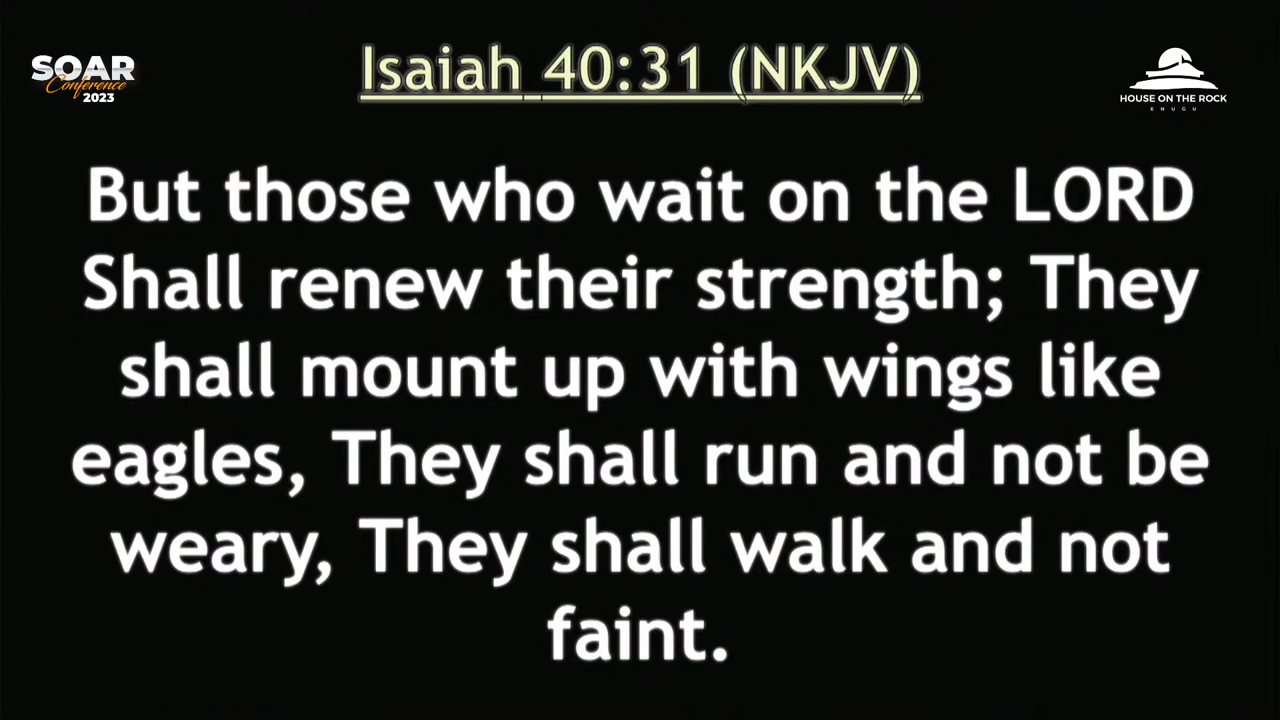 SOAR
Conference
2023
Isaiah 40:31 (NKJV)
HOUSE ON THE ROCK
ENUGU
But those who wait on the LORD
Shall renew their strength; They
shall mount up with wings like
eagles, They shall run and not be
weary, They shall walk and not
faint.